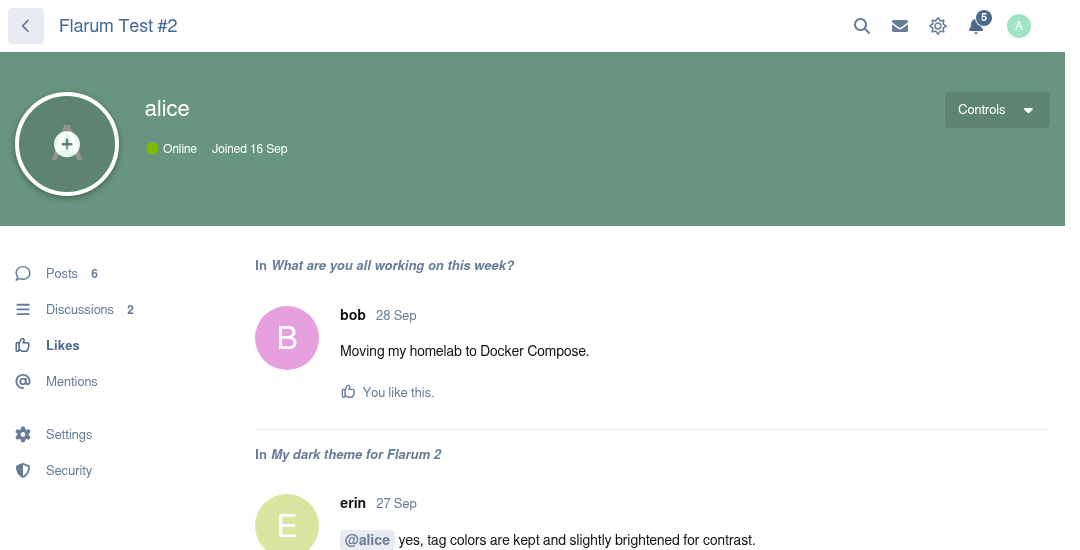 Flarum Test #2
5
A
alice
Controls
A
Online Joined 16 Sep
Posts 6
Discussions 2
Likes
Mentions
Settings
Security
In What are you all working on this week?
B
bob 28 Sep
Moving my homelab to Docker Compose.
You like this.
In My dark theme for Flarum 2
E
erin 27 Sep
@alice yes, tag colors are kept and slightly brightened for contrast.